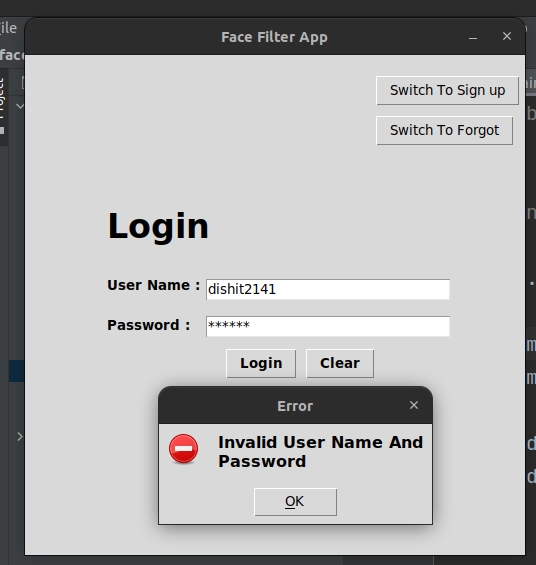 Face Filter App
ile
Switch To Sign up
Switch To Forgot
Login
User Name : dishit2141
Password : ******
Login Clear
Error
Invalid User Name And
Password
OK